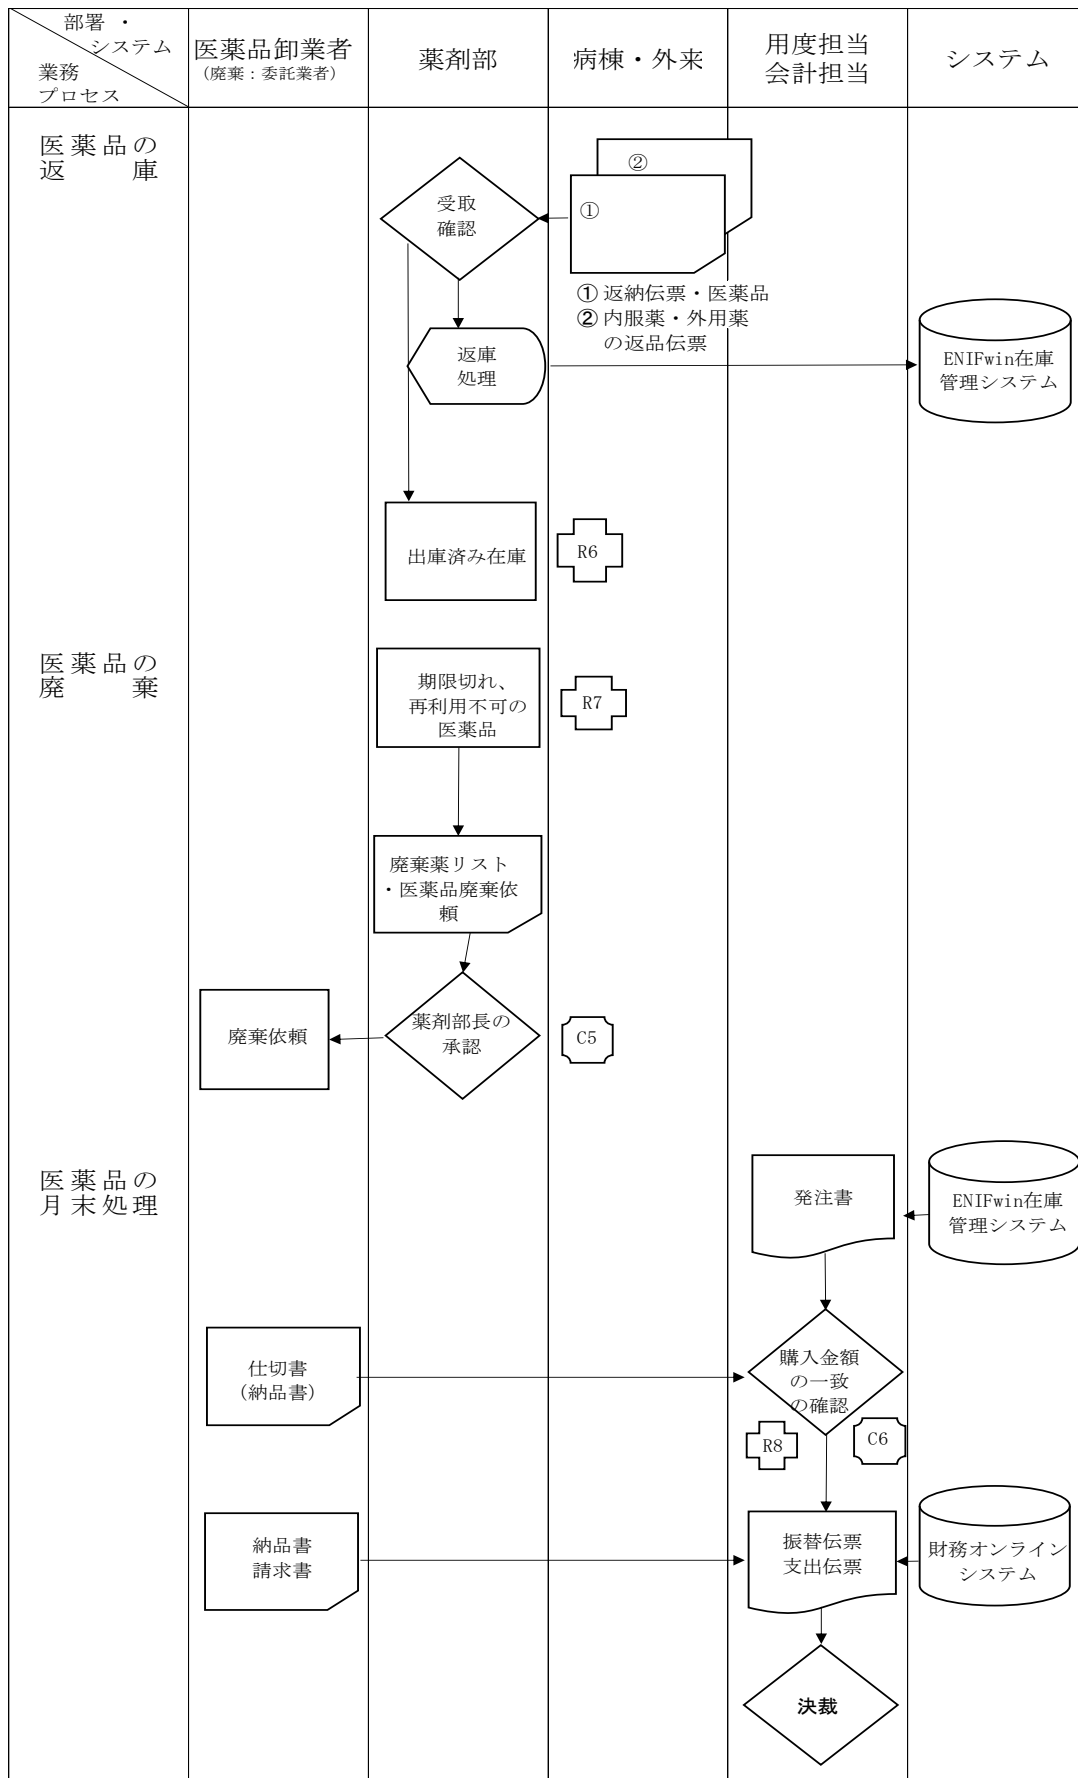 部署・
システム
業務
プロセス
医薬品卸業者
(廃棄:委託業者)
薬剤部
病棟・外来
用度担当
会計担当
システム
医薬品の
返庫
受取
確認
②
①
① 返納伝票・医薬品
② 内服薬・外用薬
の返品伝票
返庫
処理
ENIFwin在庫
管理システム
出庫済み在庫
R6
医薬品の
廃棄
期限切れ、
再利用不可の
医薬品
R7
廃棄薬リスト
・医薬品廃棄依
頼
廃棄依頼
薬剤部長の
承認
C5
医薬品の
月末処理
発注書
ENIFwin在庫
管理システム
仕切書
(納品書)
購入金額
の一致
の確認
R8
C6
納品書
請求書
振替伝票
支出伝票
財務オンライン
システム
決裁